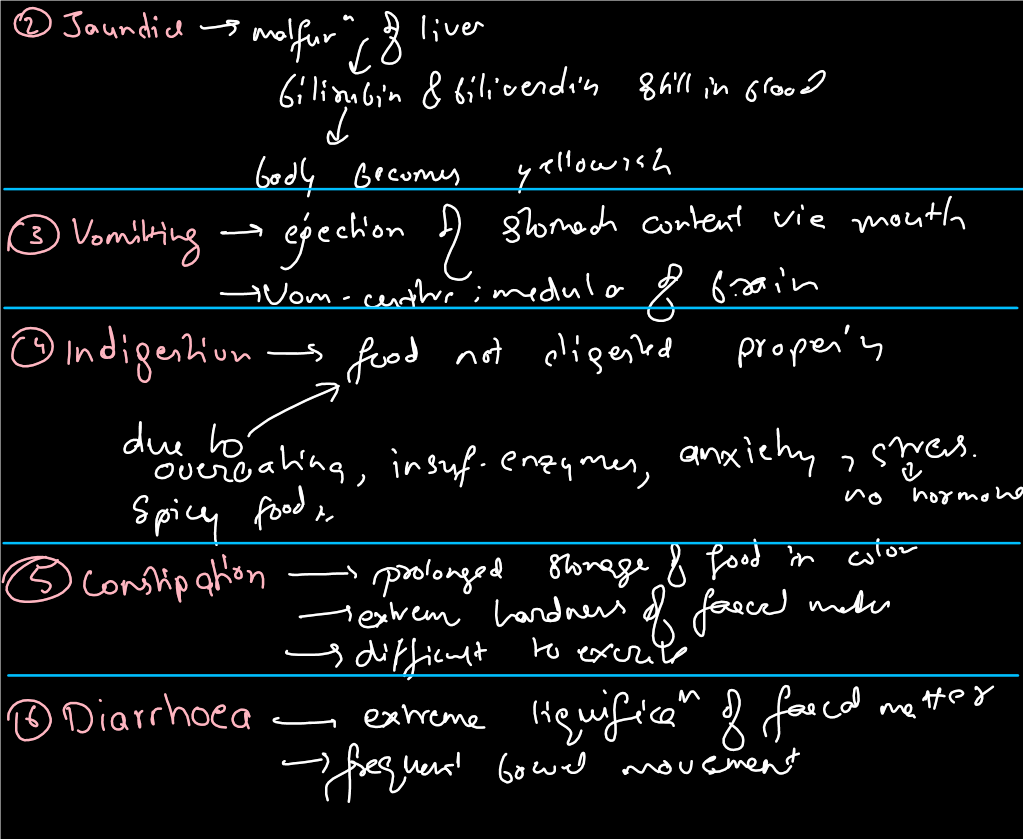 ② Jaundice → malfunⁿ of liver
bilirubin & biliverdin still in blood
body becomes yellowish
③ Vomitting → ejection of stomach content via mouth
→ Vom-centre : medula of brain
④ Indigestion → food not digested properly
due to
overeating, insuf. enzymes, anxiety, stress.
Spicy food
no hormone
⑤ Constipation → prolonged storage of food in colon
→ extrem hardness of faecal matter
→ difficult to excrete
⑥ Diarrhoea — extreme liquificaⁿ of faecal matter
→ frequent bowel movement